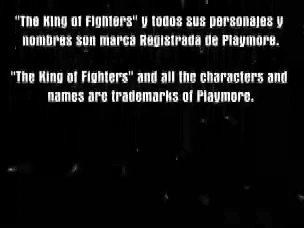 "The King of Fighters" y todos sus personajes y
nombres son marca Registrada de Playmore.
"The King of Fighters" and all the characters and
names are trademarks of Playmore.